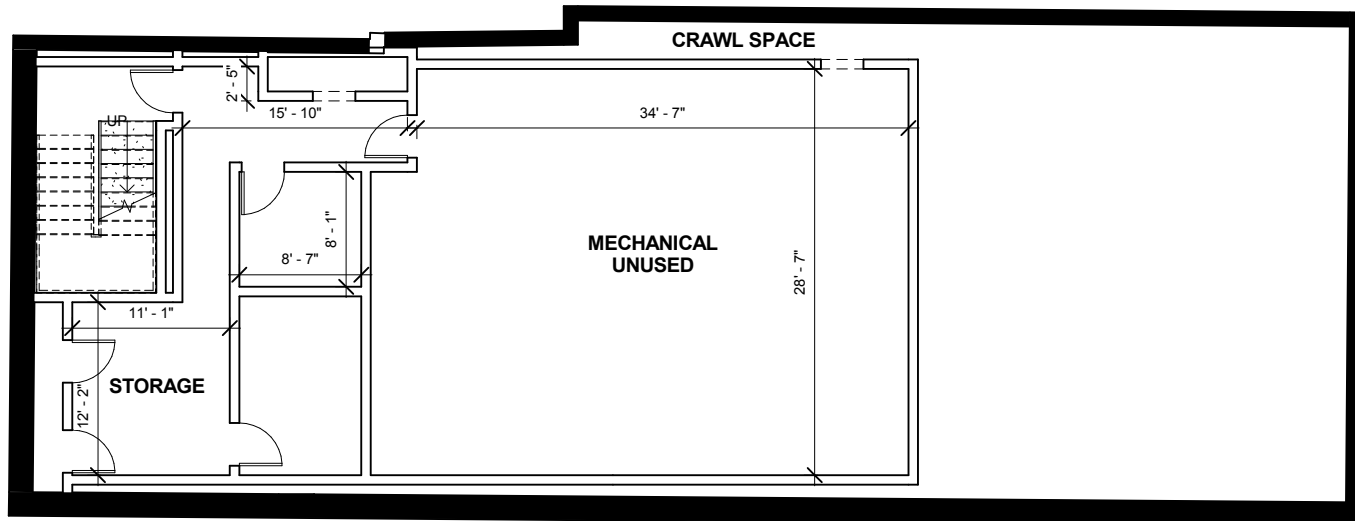 CRAWL SPACE
2' - 5"
UP
15' - 10"
34' - 7"
8' - 1"
MECHANICAL
UNUSED
8' - 7"
28' - 7"
11' - 1"
STORAGE
12' - 2"